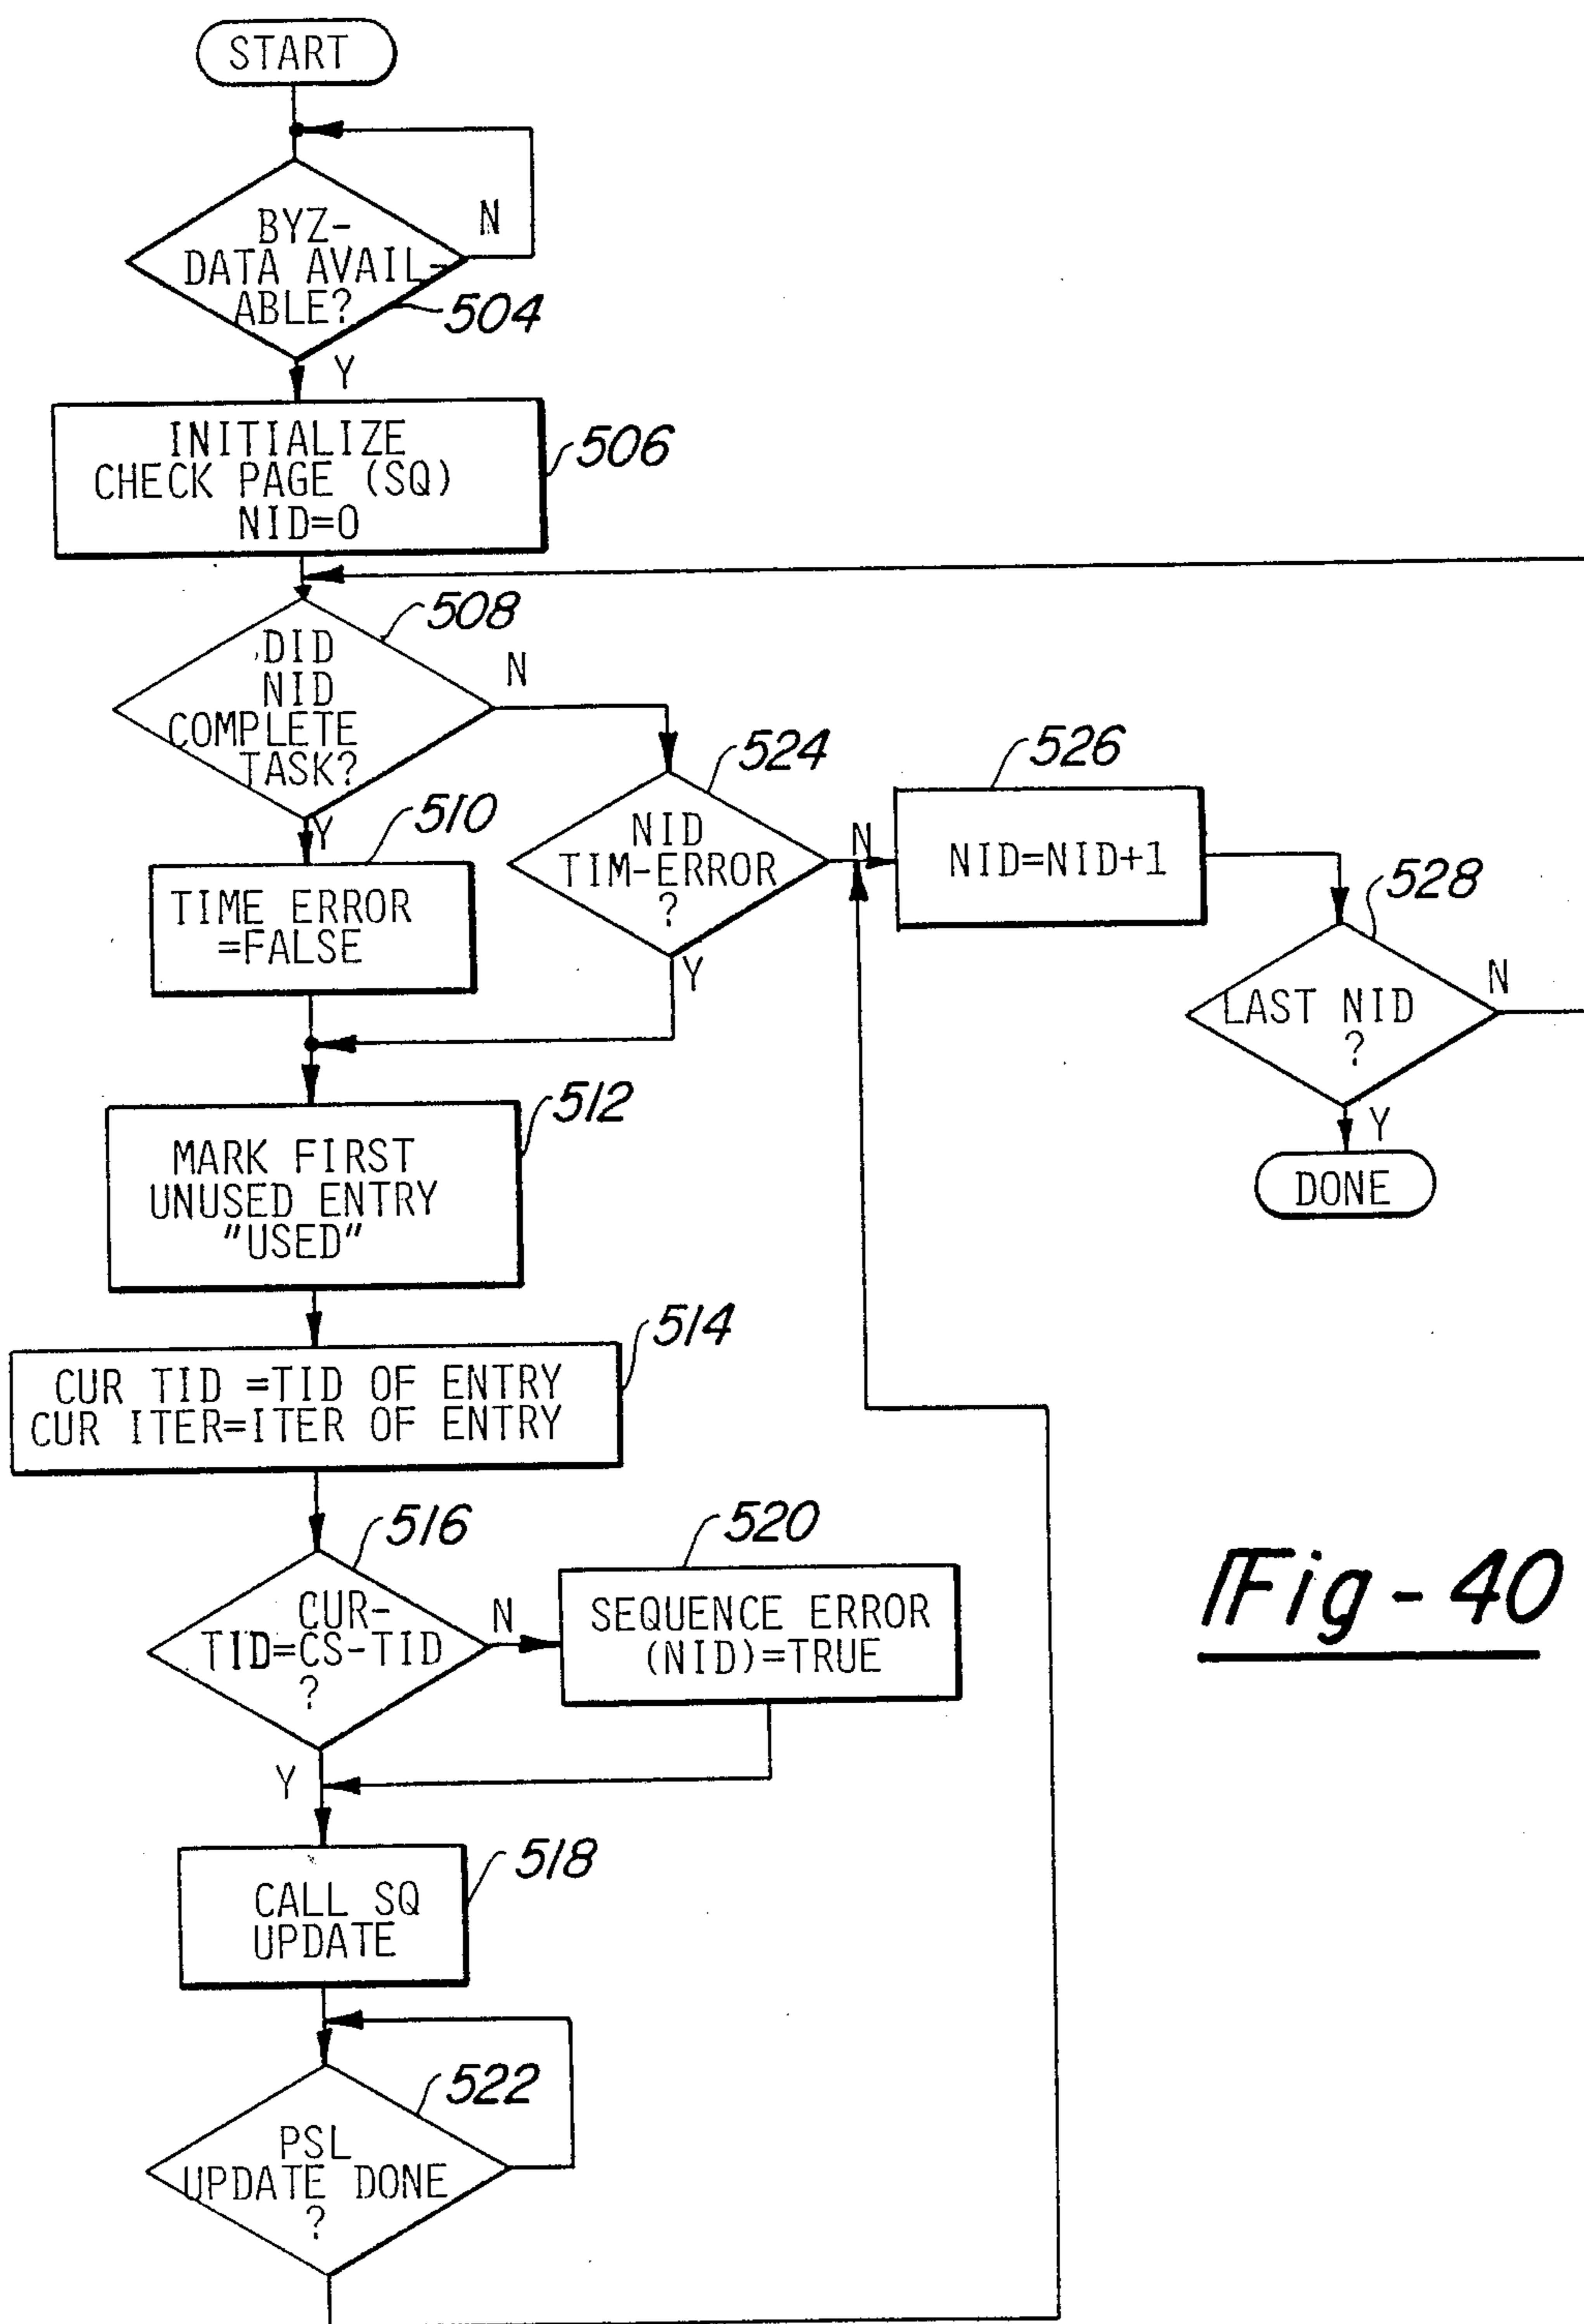 START
BYZ-
DATA AVAIL-
ABLE?
N
504
Y
INITIALIZE
CHECK PAGE (SQ)
NID=0
506
DID
NID
COMPLETE
TASK?
508
N
Y
510
TIME ERROR
=FALSE
NID
TIM-ERROR
?
524
N
Y
526
NID=NID+1
528
LAST NID
?
N
Y
DONE
512
MARK FIRST
UNUSED ENTRY
"USED"
514
CUR TID =TID OF ENTRY
CUR ITER=ITER OF ENTRY
516
CUR-
TID=CS-TID
?
N
Y
520
SEQUENCE ERROR
(NID)=TRUE
Fig-40
518
CALL SQ
UPDATE
522
PSL
UPDATE DONE
?